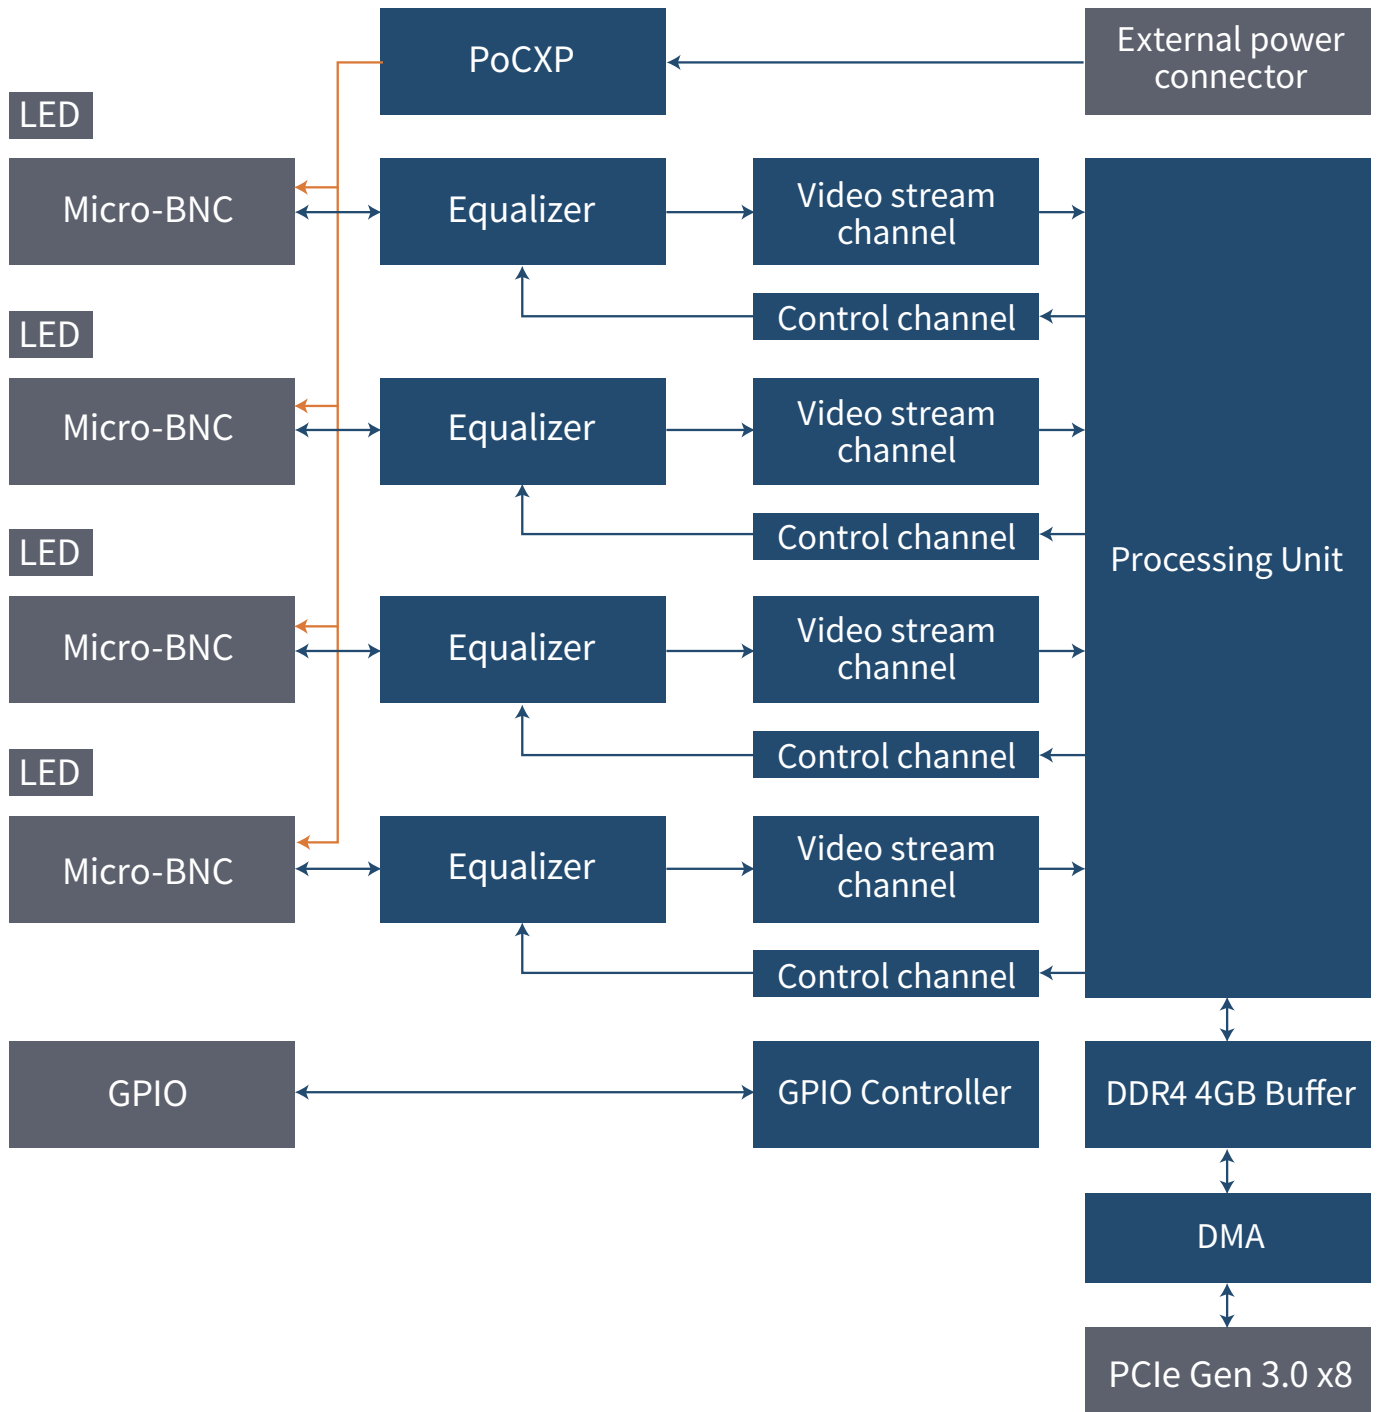 PoCXP
External power
connector
LED
Micro-BNC
Equalizer
Video stream
channel
Control channel
LED
Micro-BNC
Equalizer
Video stream
channel
Control channel
Processing Unit
LED
Micro-BNC
Equalizer
Video stream
channel
Control channel
LED
Micro-BNC
Equalizer
Video stream
channel
Control channel
GPIO
GPIO Controller
DDR4 4GB Buffer
DMA
PCIe Gen 3.0 x8